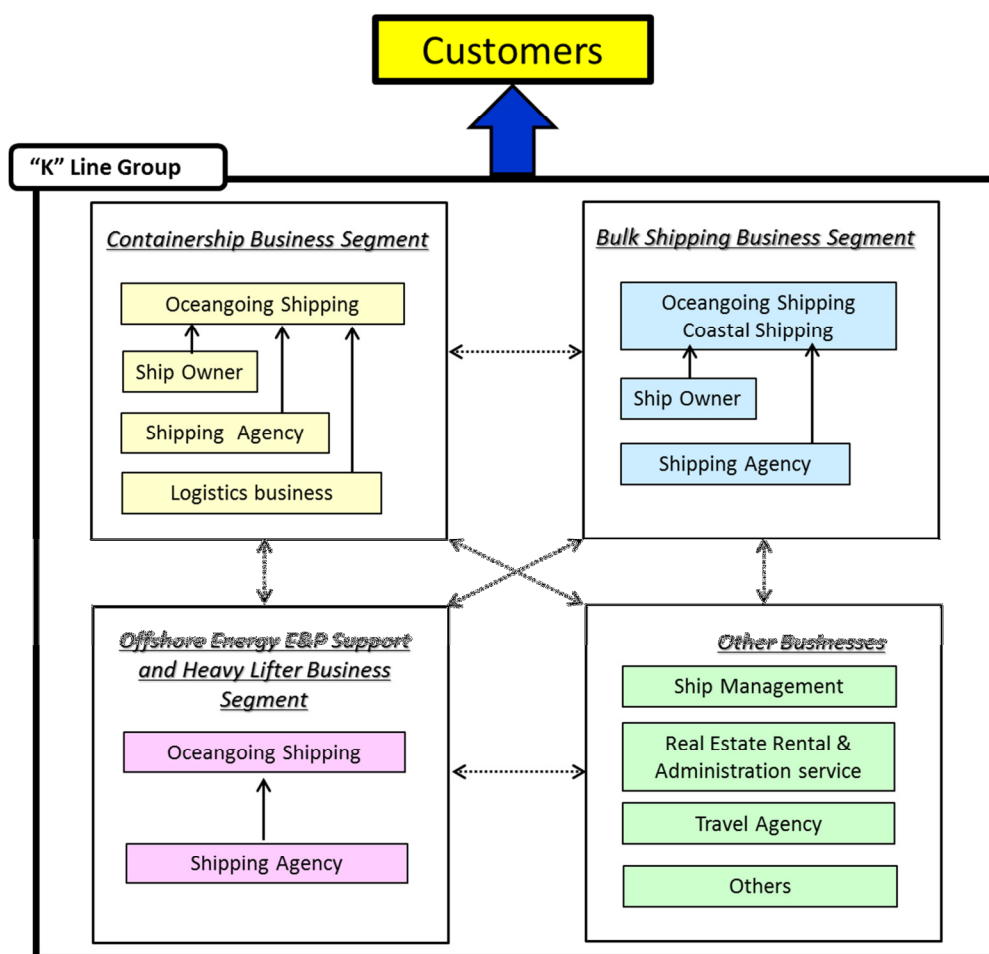 Customers
“K” Line Group
Containership Business Segment
Oceangoing Shipping
Ship Owner
Shipping Agency
Logistics business
Bulk Shipping Business Segment
Oceangoing Shipping
Coastal Shipping
Ship Owner
Shipping Agency
Offshore Energy E&P Support
and Heavy Lifter Business
Segment
Oceangoing Shipping
Shipping Agency
Other Businesses
Ship Management
Real Estate Rental &
Administration service
Travel Agency
Others